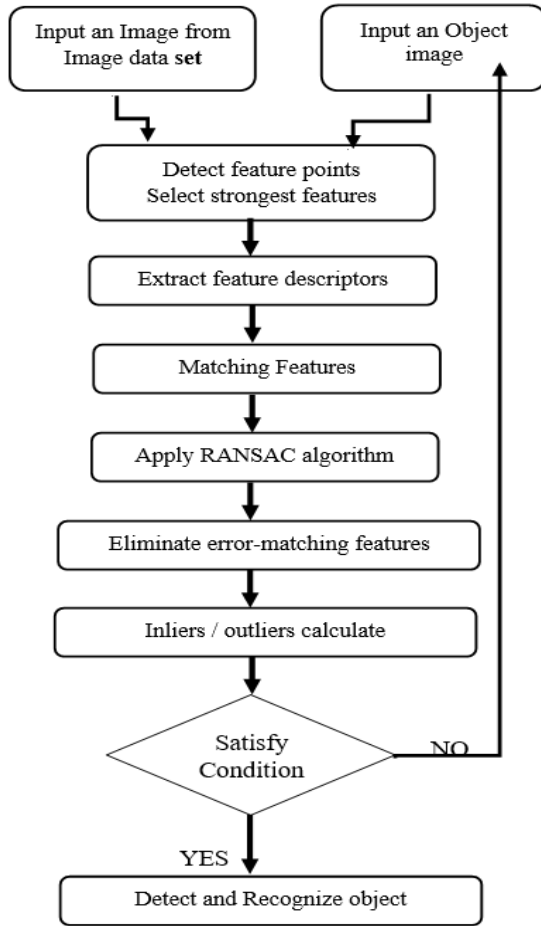 Input an Image from
Image data set
Input an Object
image
Detect feature points
Select strongest features
Extract feature descriptors
Matching Features
Apply RANSAC algorithm
Eliminate error-matching features
Inliers / outliers calculate
Satisfy
Condition
NO
YES
Detect and Recognize object